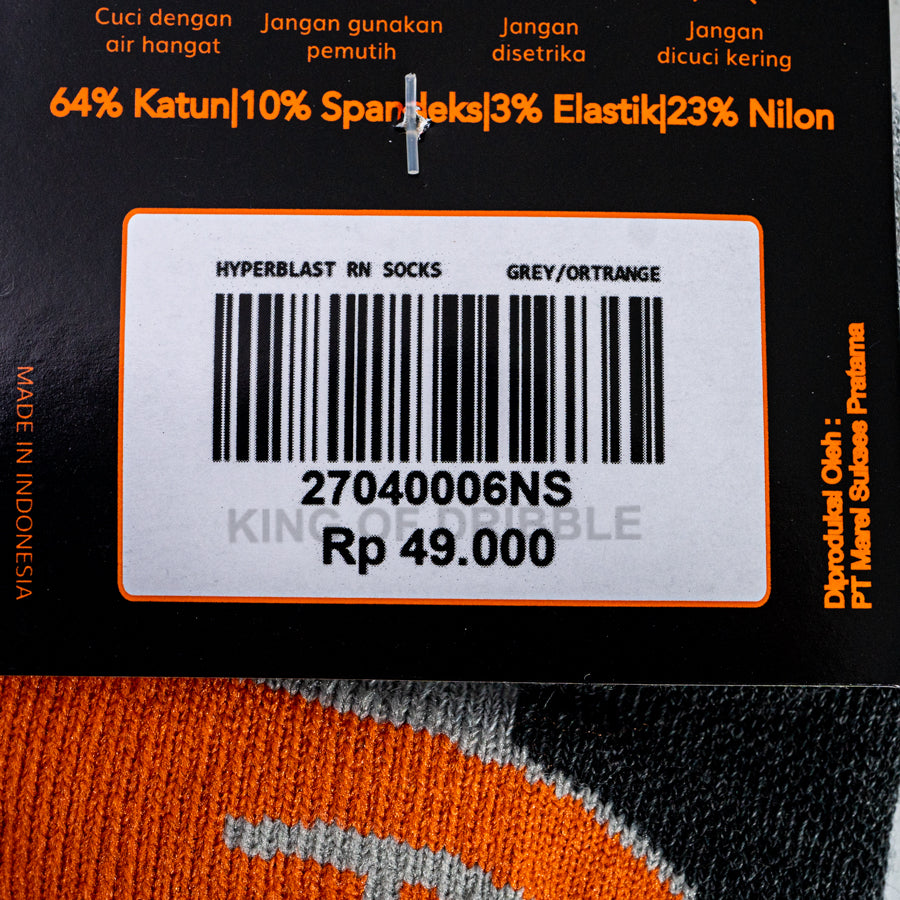 Cuci dengan
air hangat
Jangan gunakan
pemutih
Jangan
disetrika
Jangan
dicuci kering
64% Katun|10% Spandeks|3% Elastik|23% Nilon
HYPERBLAST RN SOCKS GREY/ORTRANGE
27040006NS
KING OF DRIBBLE
Rp 49.000
MADE IN INDONESIA
Diproduksi Oleh :
PT Marel Sukses Pratama